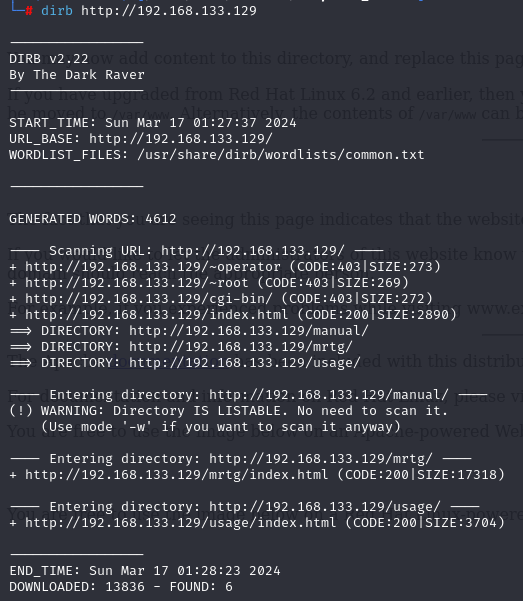 └─# dirb http://192.168.133.129
DIRB v2.22
By The Dark Raver
START_TIME: Sun Mar 17 01:27:37 2024
URL_BASE: http://192.168.133.129/
WORDLIST_FILES: /usr/share/dirb/wordlists/common.txt
GENERATED WORDS: 4612
---- Scanning URL: http://192.168.133.129/ ----
+ http://192.168.133.129/~operator (CODE:403|SIZE:273)
+ http://192.168.133.129/~root (CODE:403|SIZE:269)
+ http://192.168.133.129/cgi-bin/ (CODE:403|SIZE:272)
+ http://192.168.133.129/index.html (CODE:200|SIZE:2890)
==> DIRECTORY: http://192.168.133.129/manual/
==> DIRECTORY: http://192.168.133.129/mrtg/
==> DIRECTORY: http://192.168.133.129/usage/
---- Entering directory: http://192.168.133.129/manual/ ----
(!) WARNING: Directory IS LISTABLE. No need to scan it.
(Use mode '-w' if you want to scan it anyway)
---- Entering directory: http://192.168.133.129/mrtg/ ----
+ http://192.168.133.129/mrtg/index.html (CODE:200|SIZE:17318)
---- Entering directory: http://192.168.133.129/usage/ ----
+ http://192.168.133.129/usage/index.html (CODE:200|SIZE:3704)
END_TIME: Sun Mar 17 01:28:23 2024
DOWNLOADED: 13836 - FOUND: 6